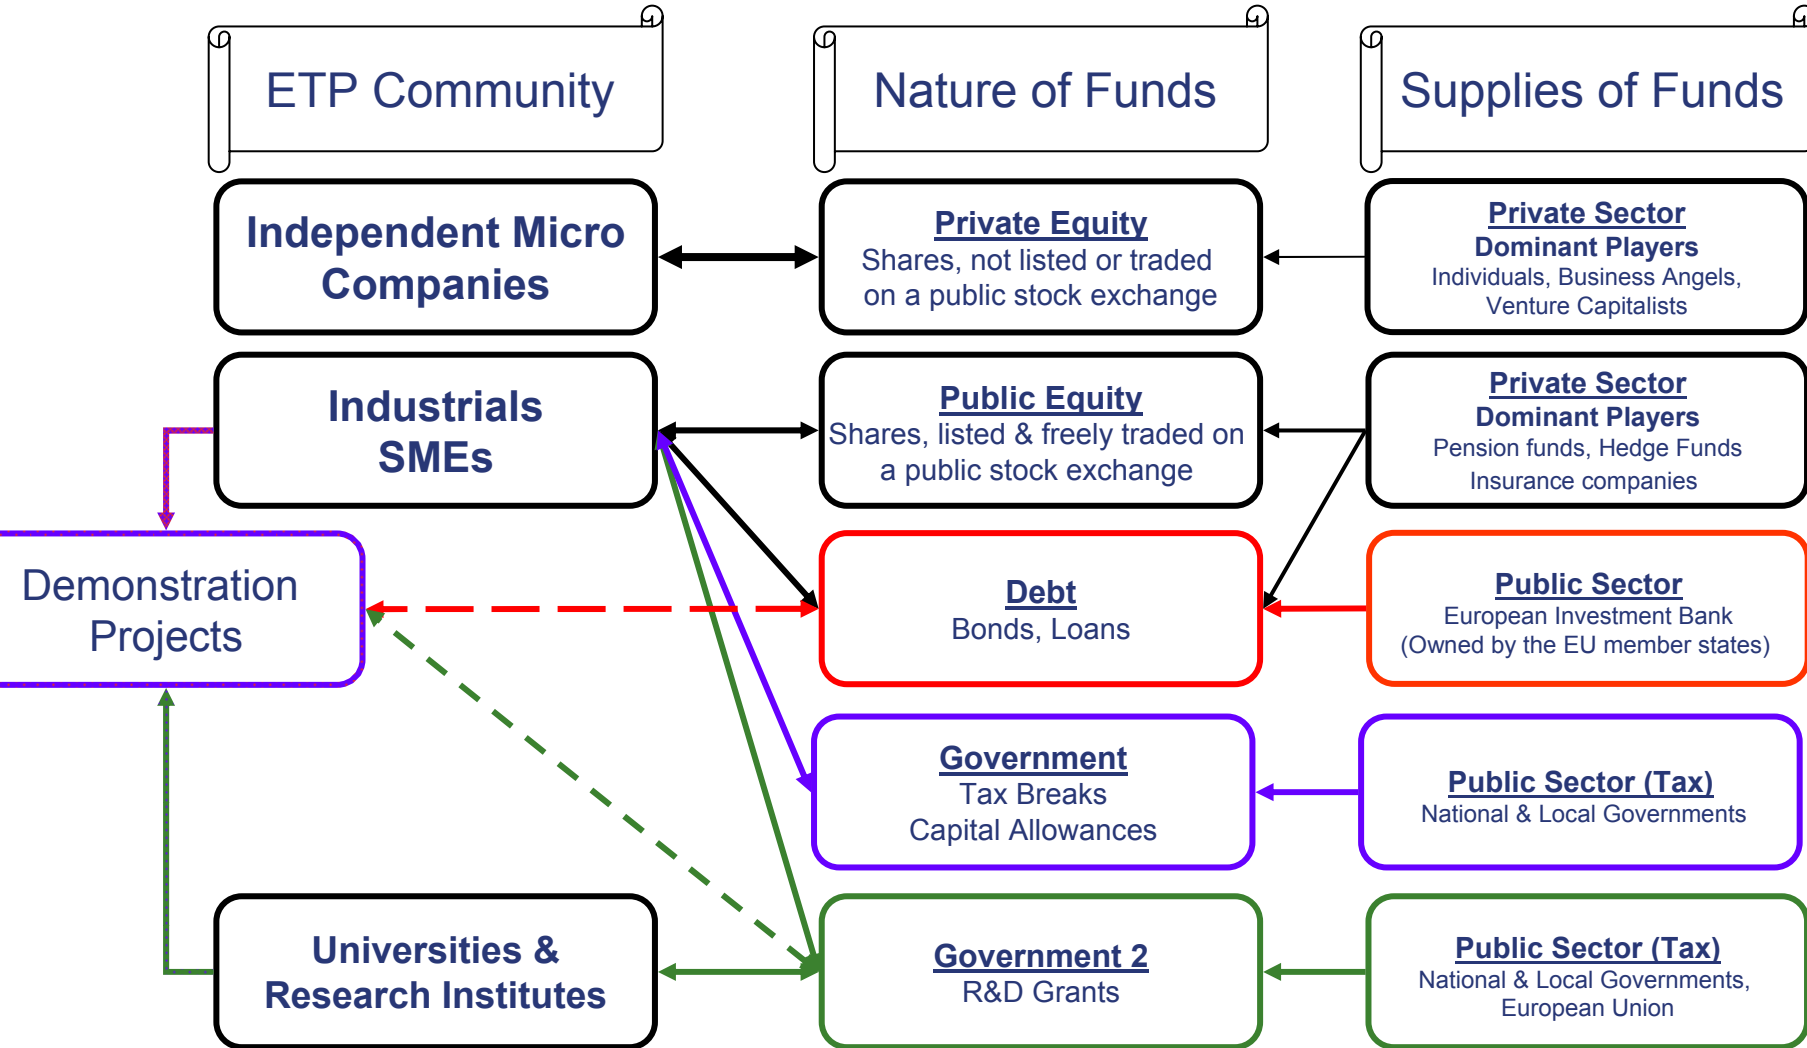 ETP Community
Nature of Funds
Supplies of Funds
Independent Micro
Companies
Private Equity
Shares, not listed or traded
on a public stock exchange
Private Sector
Dominant Players
Individuals, Business Angels,
Venture Capitalists
Industrials
SMEs
Public Equity
Shares, listed & freely traded on
a public stock exchange
Private Sector
Dominant Players
Pension funds, Hedge Funds
Insurance companies
Demonstration
Projects
Debt
Bonds, Loans
Public Sector
European Investment Bank
(Owned by the EU member states)
Government
Tax Breaks
Capital Allowances
Public Sector (Tax)
National & Local Governments
Universities &
Research Institutes
Government 2
R&D Grants
Public Sector (Tax)
National & Local Governments,
European Union